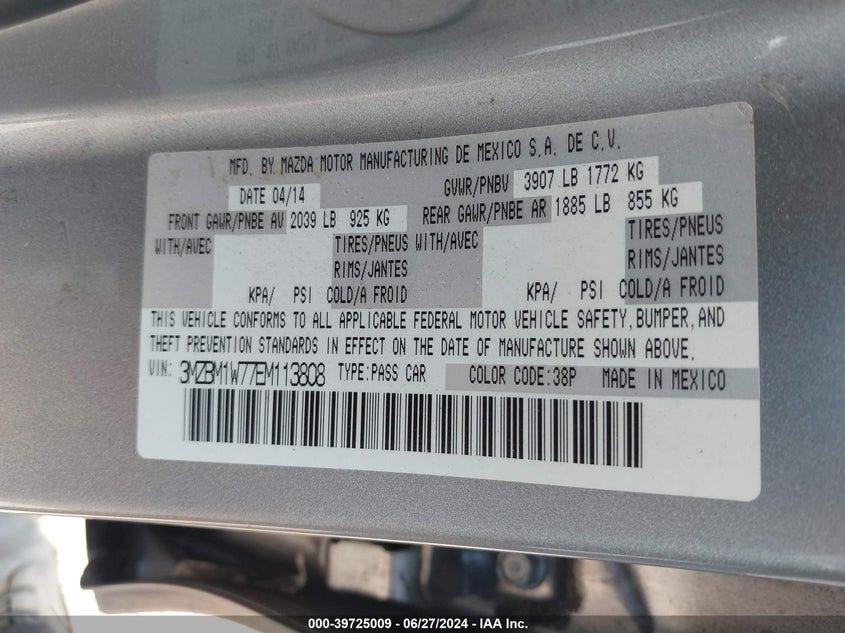 MFD. BY MAZDA MOTOR MANUFACTURING DE MEXICO S.A. DE C.V.
DATE 04/14 GVWR/PNBV 3907 LB 1772 KG
FRONT GAWR/PNBE AV 2039 LB 925 KG REAR GAWR/PNBE AR 1885 LB 855 KG
WITH/AVEC TIRES/PNEUS WITH/AVEC TIRES/PNEUS
RIMS/JANTES RIMS/JANTES
KPA/ PSI COLD/A FROID KPA/ PSI COLD/A FROID
THIS VEHICLE CONFORMS TO ALL APPLICABLE FEDERAL MOTOR VEHICLE SAFETY, BUMPER, AND
THEFT PREVENTION STANDARDS IN EFFECT ON THE DATE OF MANUFACTURE SHOWN ABOVE.
VIN: 3MZBM1W77EM113808 TYPE:PASS CAR COLOR CODE:38P MADE IN MEXICO
000-39725009 - 06/27/2024 - IAA Inc.